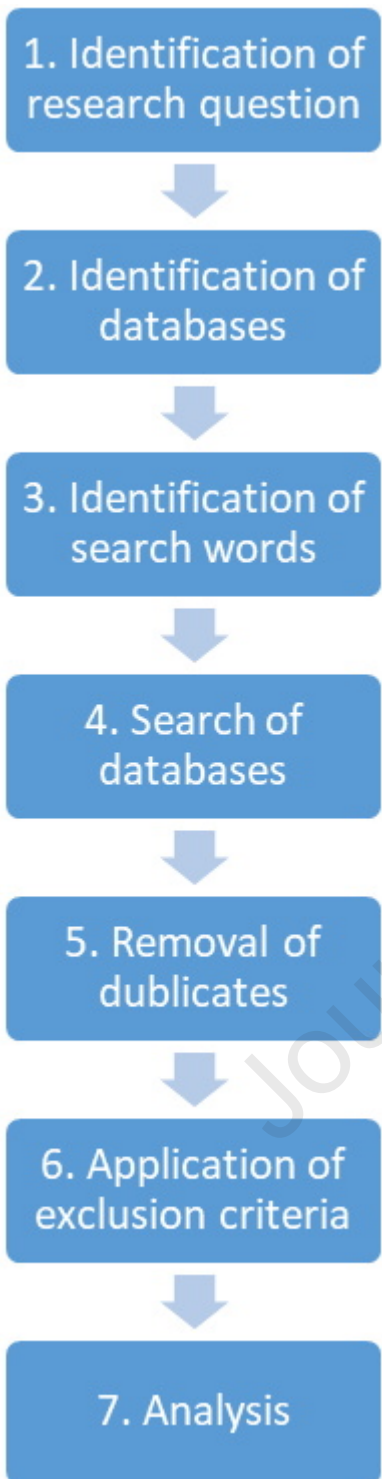 1. Identification of
research question
2. Identification of
databases
3. Identification of
search words
4. Search of
databases
5. Removal of
dublicates
6. Application of
exclusion criteria
7. Analysis
Jou